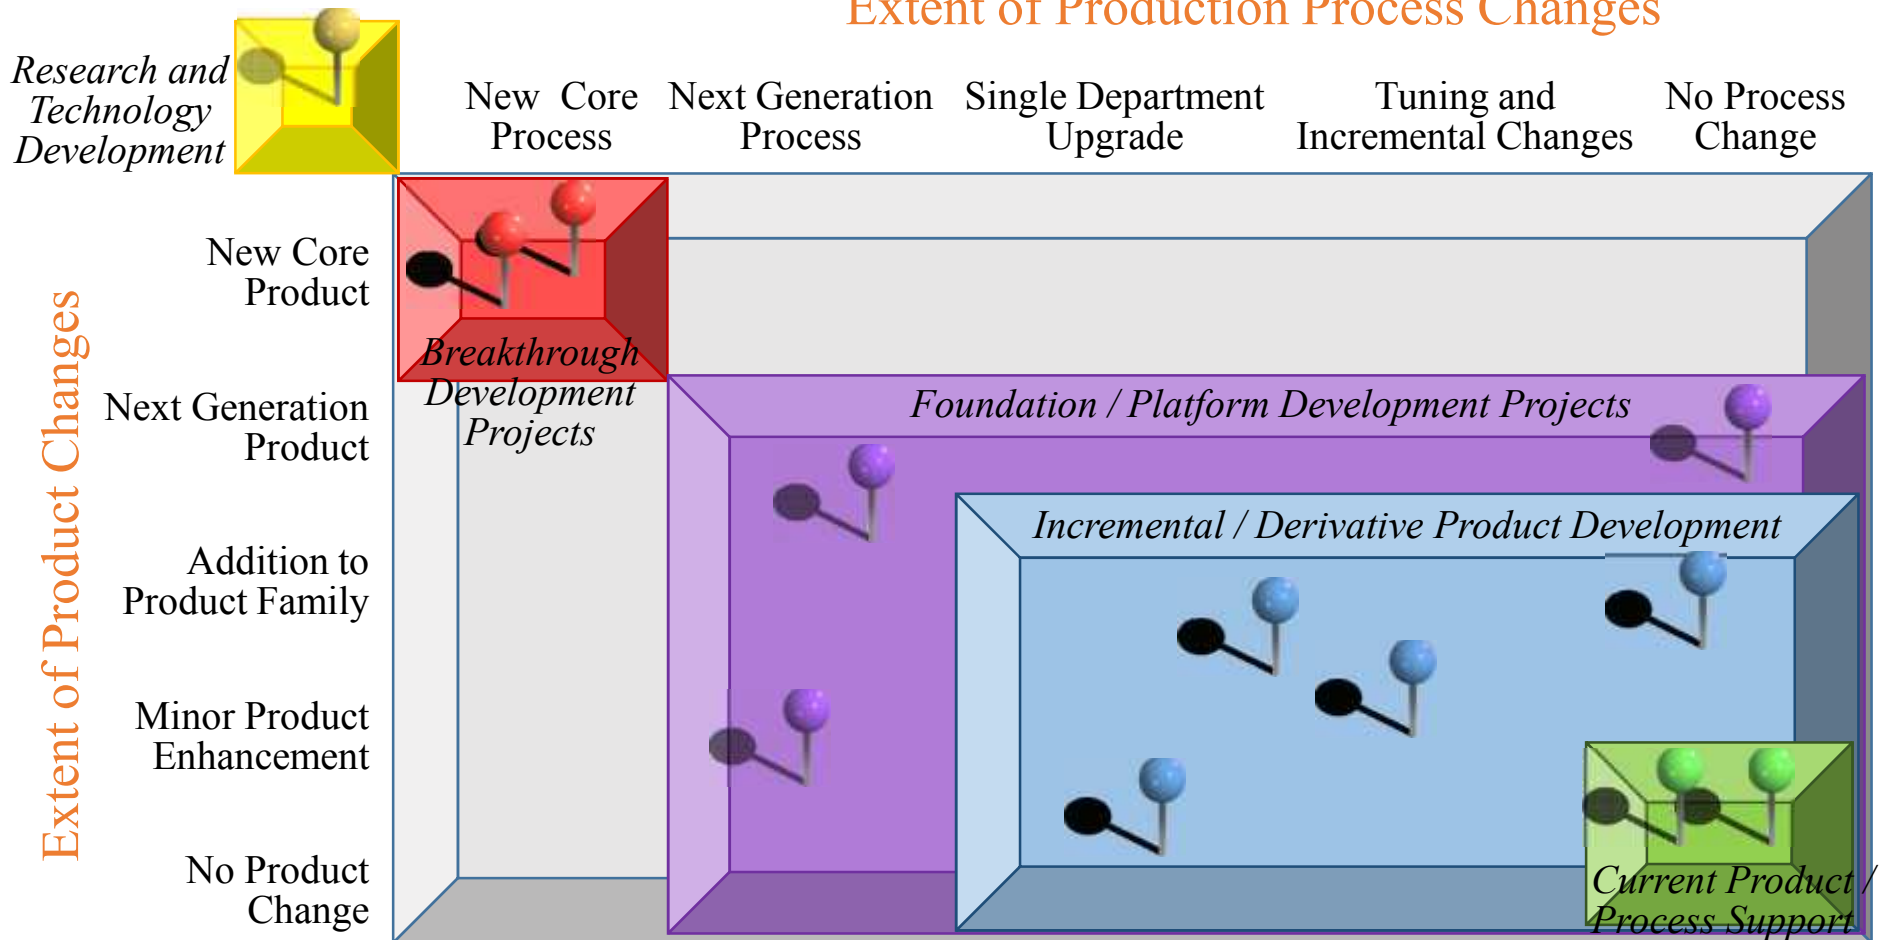 Extent of Production Process Changes
Research and
Technology
Development
New Core
Process
Next Generation
Process
Single Department
Upgrade
Tuning and
Incremental Changes
No Process
Change
Extent of Product Changes
New Core
Product
Breakthrough
Development
Projects
Next Generation
Product
Foundation / Platform Development Projects
Incremental / Derivative Product Development
Addition to
Product Family
Minor Product
Enhancement
No Product
Change
Current Product /
Process Support